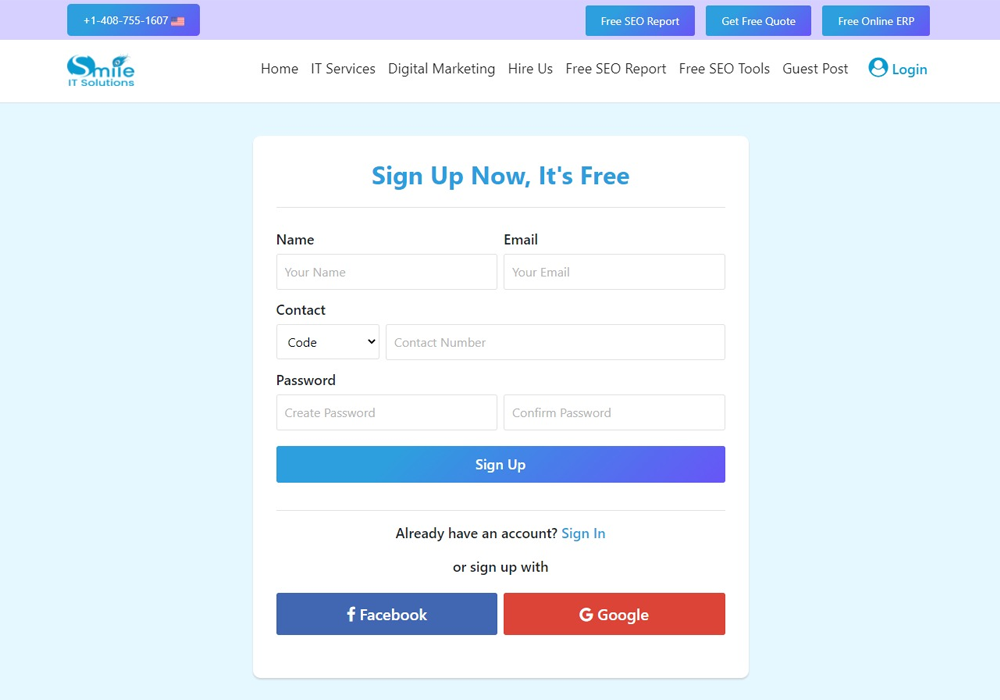 +1-408-755-1607
Free SEO Report Get Free Quote Free Online ERP
Smile
IT Solutions
Home IT Services Digital Marketing Hire Us Free SEO Report Free SEO Tools Guest Post Login
Sign Up Now, It's Free
Name Email
Your Name Your Email
Contact
Code Contact Number
Password
Create Password Confirm Password
Sign Up
Already have an account? Sign In
or sign up with
Facebook Google